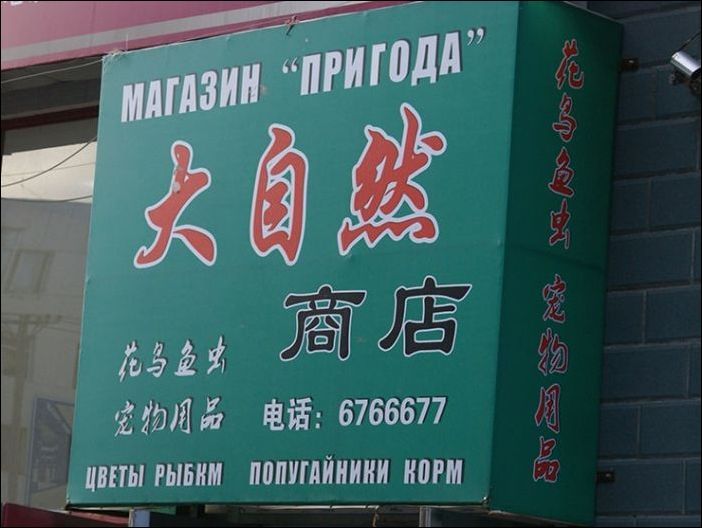 МАГАЗИН “ПРИГОДА”
大自然
商店
花鸟鱼虫
宠物用品
电话：6766677
ЦВЕТЫ РЫБКМ ПОПУГАЙНИКИ КОРМ
花鸟鱼虫 宠物用品